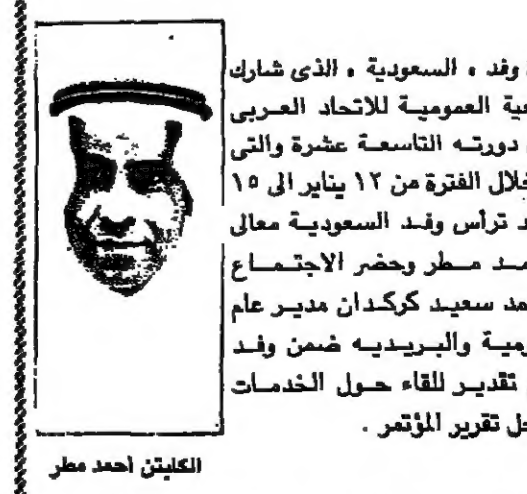 وفد « السعودية » الذى شارك
العمومية للاتحاد العربى
دورته التاسعة عشرة والتى
خلال الفترة من ١٢ يناير الى ١٥
ترأس وفد السعودية معالى
مطر وحضر الاجتماع
سعيد كركدان مدير عام
والبريديه ضمن وفد
تقدير للقاء حول الخدمات
تقرير المؤتمر .
الكابتن احمد مطر